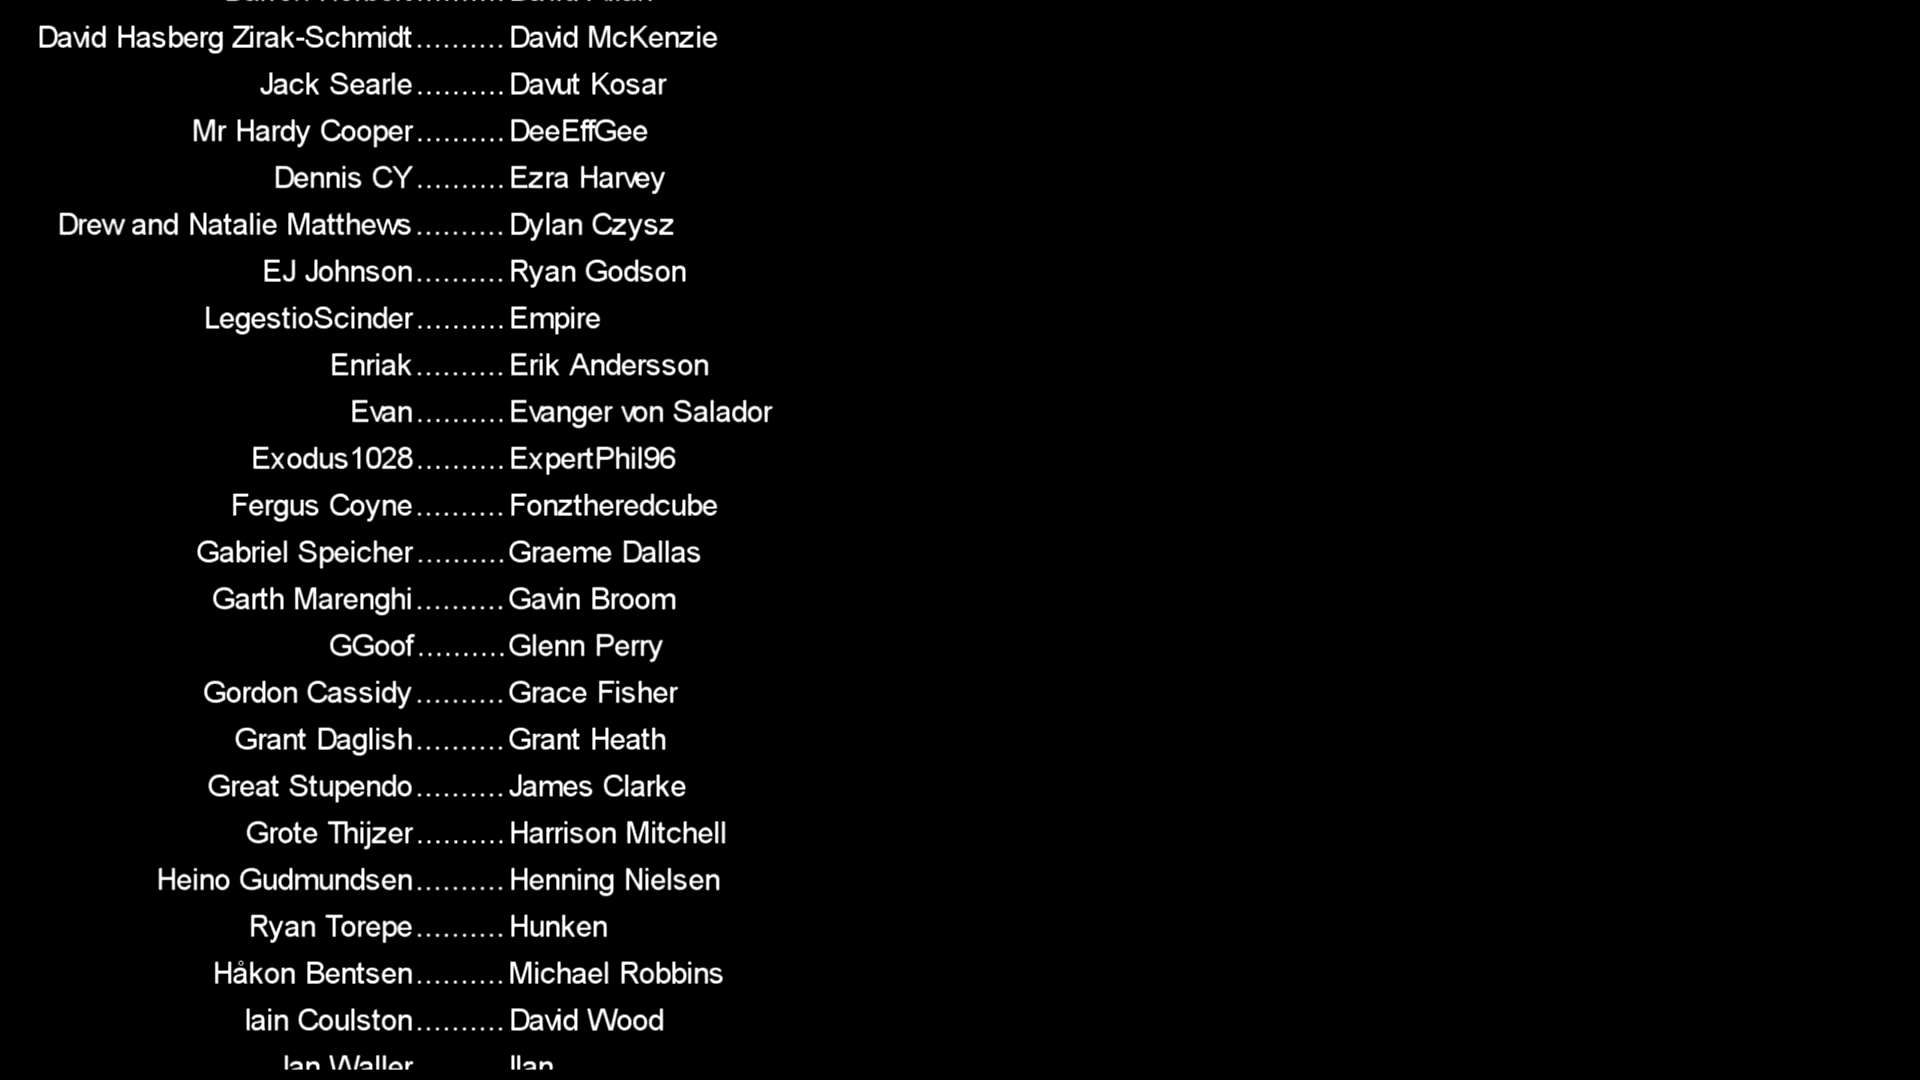 David Hasberg Zirak-Schmidt..........David McKenzie
Jack Searle..........Davut Kosar
Mr Hardy Cooper..........DeeEffGee
Dennis CY..........Ezra Harvey
Drew and Natalie Matthews..........Dylan Czysz
EJ Johnson..........Ryan Godson
LegestioScinder..........Empire
Enriak..........Erik Andersson
Evan..........Evanger von Salador
Exodus1028..........ExpertPhil96
Fergus Coyne..........Fonztheredcube
Gabriel Speicher..........Graeme Dallas
Garth Marenghi..........Gavin Broom
GGoof..........Glenn Perry
Gordon Cassidy..........Grace Fisher
Grant Daglish..........Grant Heath
Great Stupendo..........James Clarke
Grote Thijzer..........Harrison Mitchell
Heino Gudmundsen..........Henning Nielsen
Ryan Torepe..........Hunken
Håkon Bentsen..........Michael Robbins
Iain Coulston..........David Wood
Ian Waller Ilan